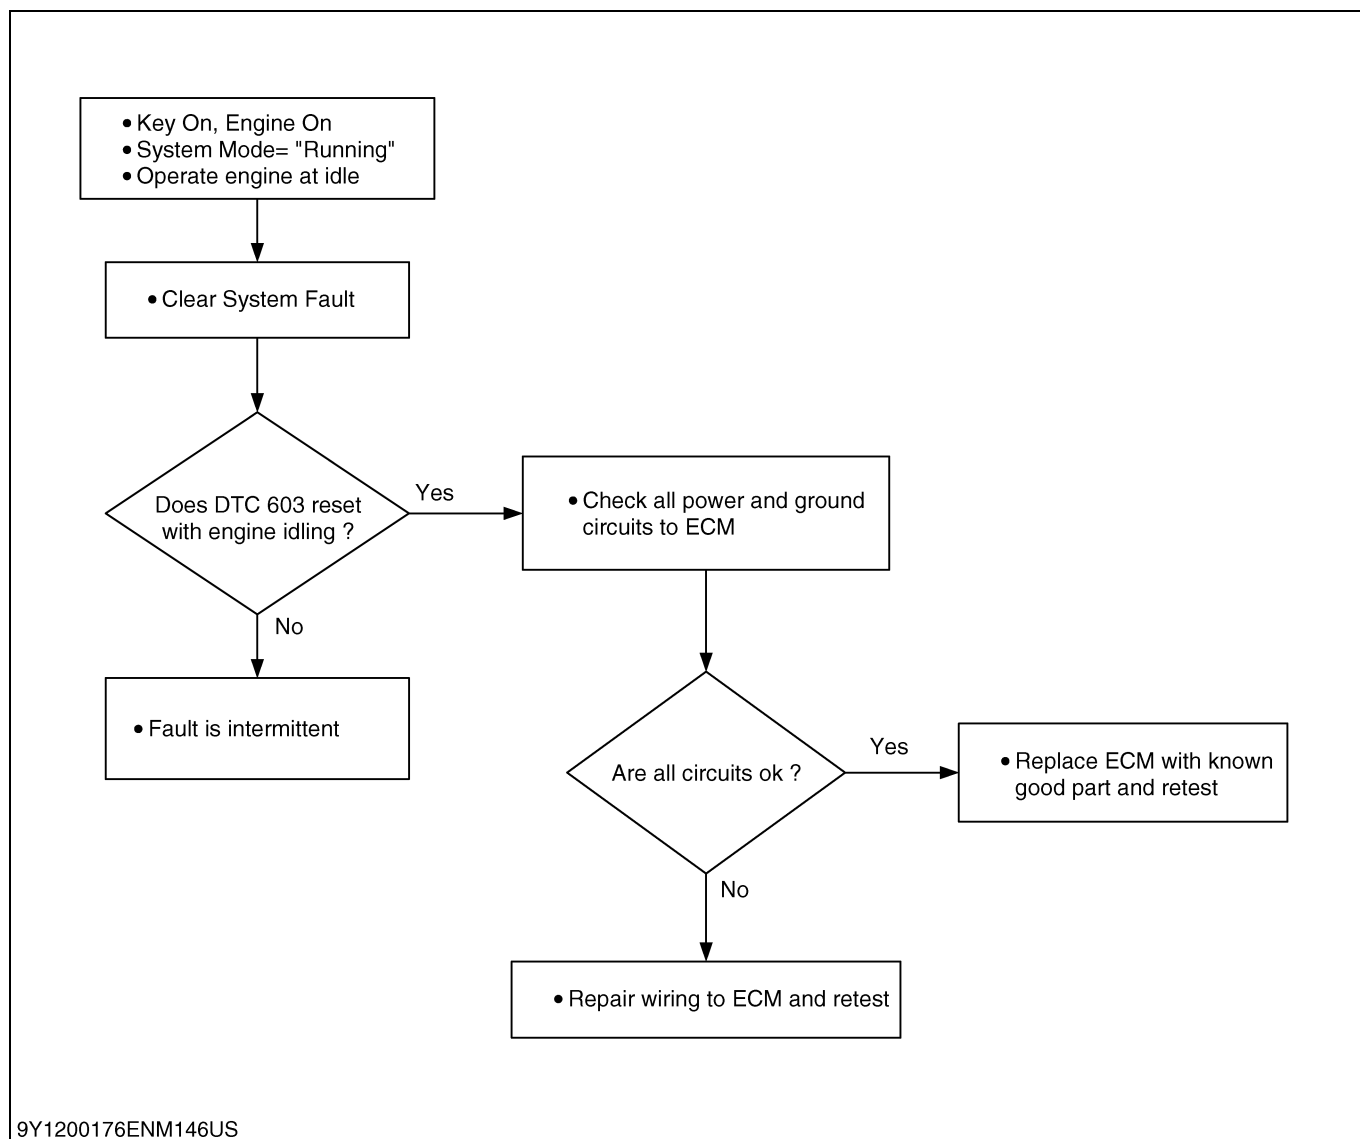 • Key On, Engine On
• System Mode= "Running"
• Operate engine at idle
• Clear System Fault
Does DTC 603 reset
with engine idling ?
Yes
No
• Check all power and ground
circuits to ECM
• Fault is intermittent
Are all circuits ok ?
Yes
No
• Replace ECM with known
good part and retest
• Repair wiring to ECM and retest
9Y1200176ENM146US